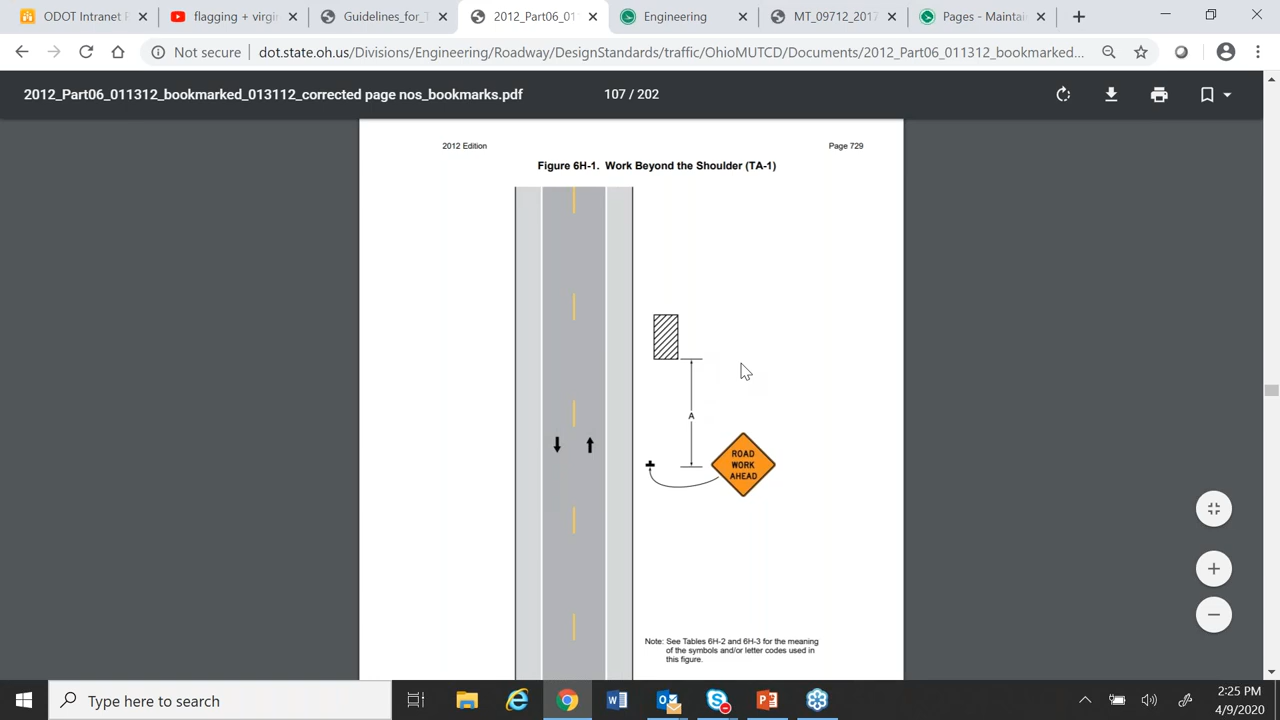 ODOT Intranet P
flagging + virgin
Guidelines_for_T
2012_Part06_011
Engineering
MT_09712_2017
Pages - Maintai
Not secure
dot.state.oh.us/Divisions/Engineering/Roadway/DesignStandards/traffic/OhioMUTCD/Documents/2012_Part06_011312_bookmarked...
2012_Part06_011312_bookmarked_013112_corrected page nos_bookmarks.pdf
107 / 202
2012 Edition
Page 729
Figure 6H-1. Work Beyond the Shoulder (TA-1)
A
ROAD
WORK
AHEAD
Note: See Tables 6H-2 and 6H-3 for the meaning
of the symbols and/or letter codes used in
this figure.
Type here to search
2:25 PM
4/9/2020